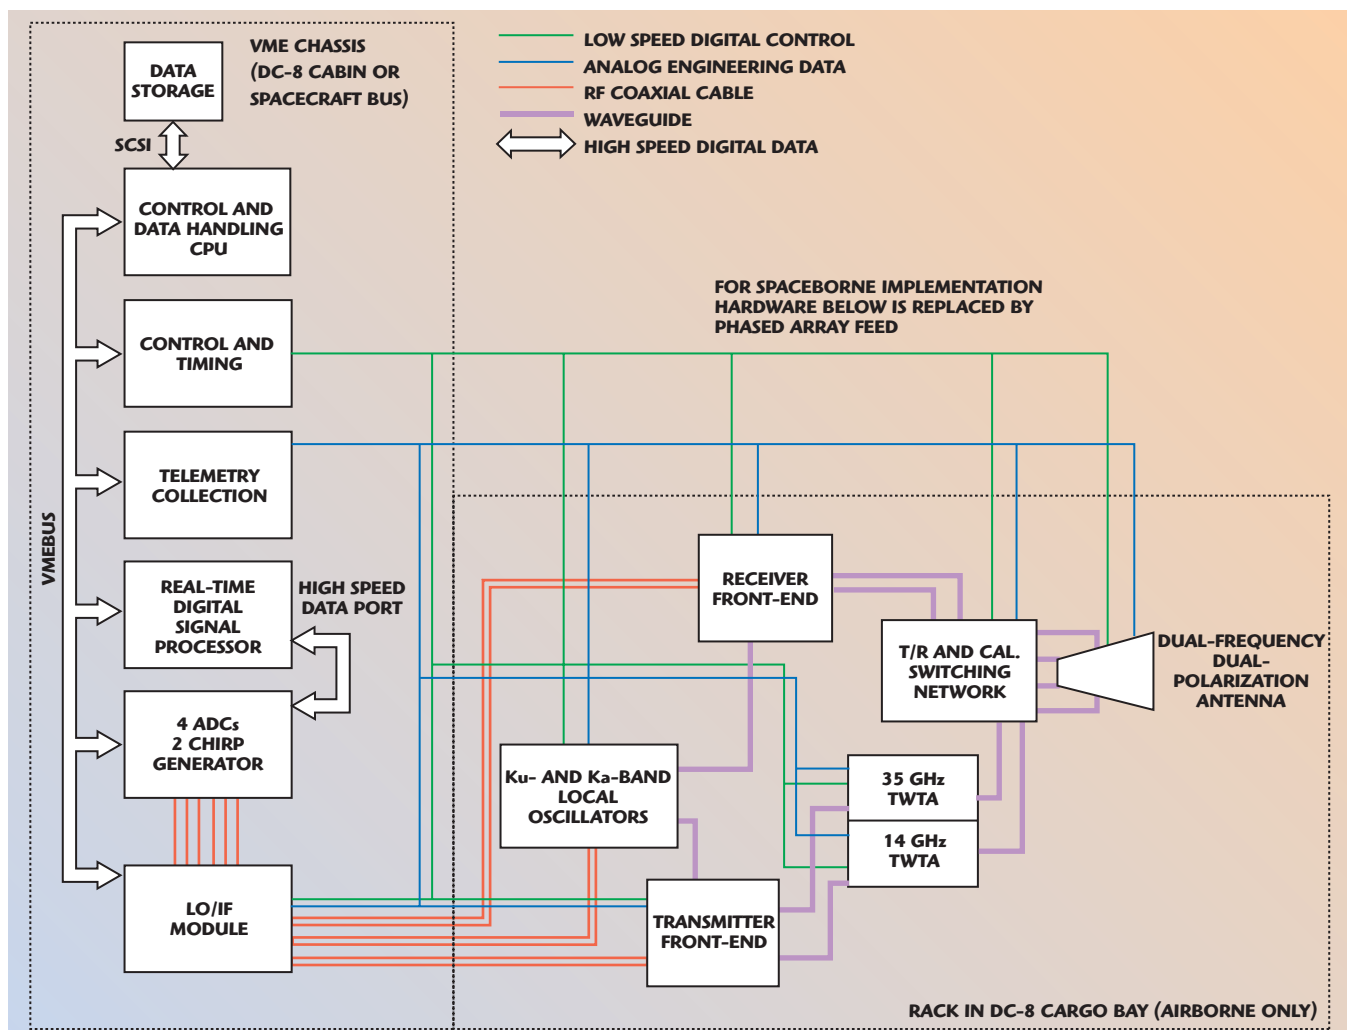 DATA
STORAGE
VME CHASSIS
(DC-8 CABIN OR
SPACECRAFT BUS)
LOW SPEED DIGITAL CONTROL
ANALOG ENGINEERING DATA
RF COAXIAL CABLE
WAVEGUIDE
HIGH SPEED DIGITAL DATA
SCSI
CONTROL AND
DATA HANDLING
CPU
FOR SPACEBORNE IMPLEMENTATION
HARDWARE BELOW IS REPLACED BY
PHASED ARRAY FEED
CONTROL AND
TIMING
TELEMETRY
COLLECTION
VMEBUS
REAL-TIME
DIGITAL
SIGNAL
PROCESSOR
HIGH SPEED
DATA PORT
RECEIVER
FRONT-END
T/R AND CAL.
SWITCHING
NETWORK
DUAL-FREQUENCY
DUAL-
POLARIZATION
ANTENNA
4 ADCs
2 CHIRP
GENERATOR
Ku- AND Ka-BAND
LOCAL
OSCILLATORS
35 GHz
TWTA
14 GHz
TWTA
LO/IF
MODULE
TRANSMITTER
FRONT-END
RACK IN DC-8 CARGO BAY (AIRBORNE ONLY)